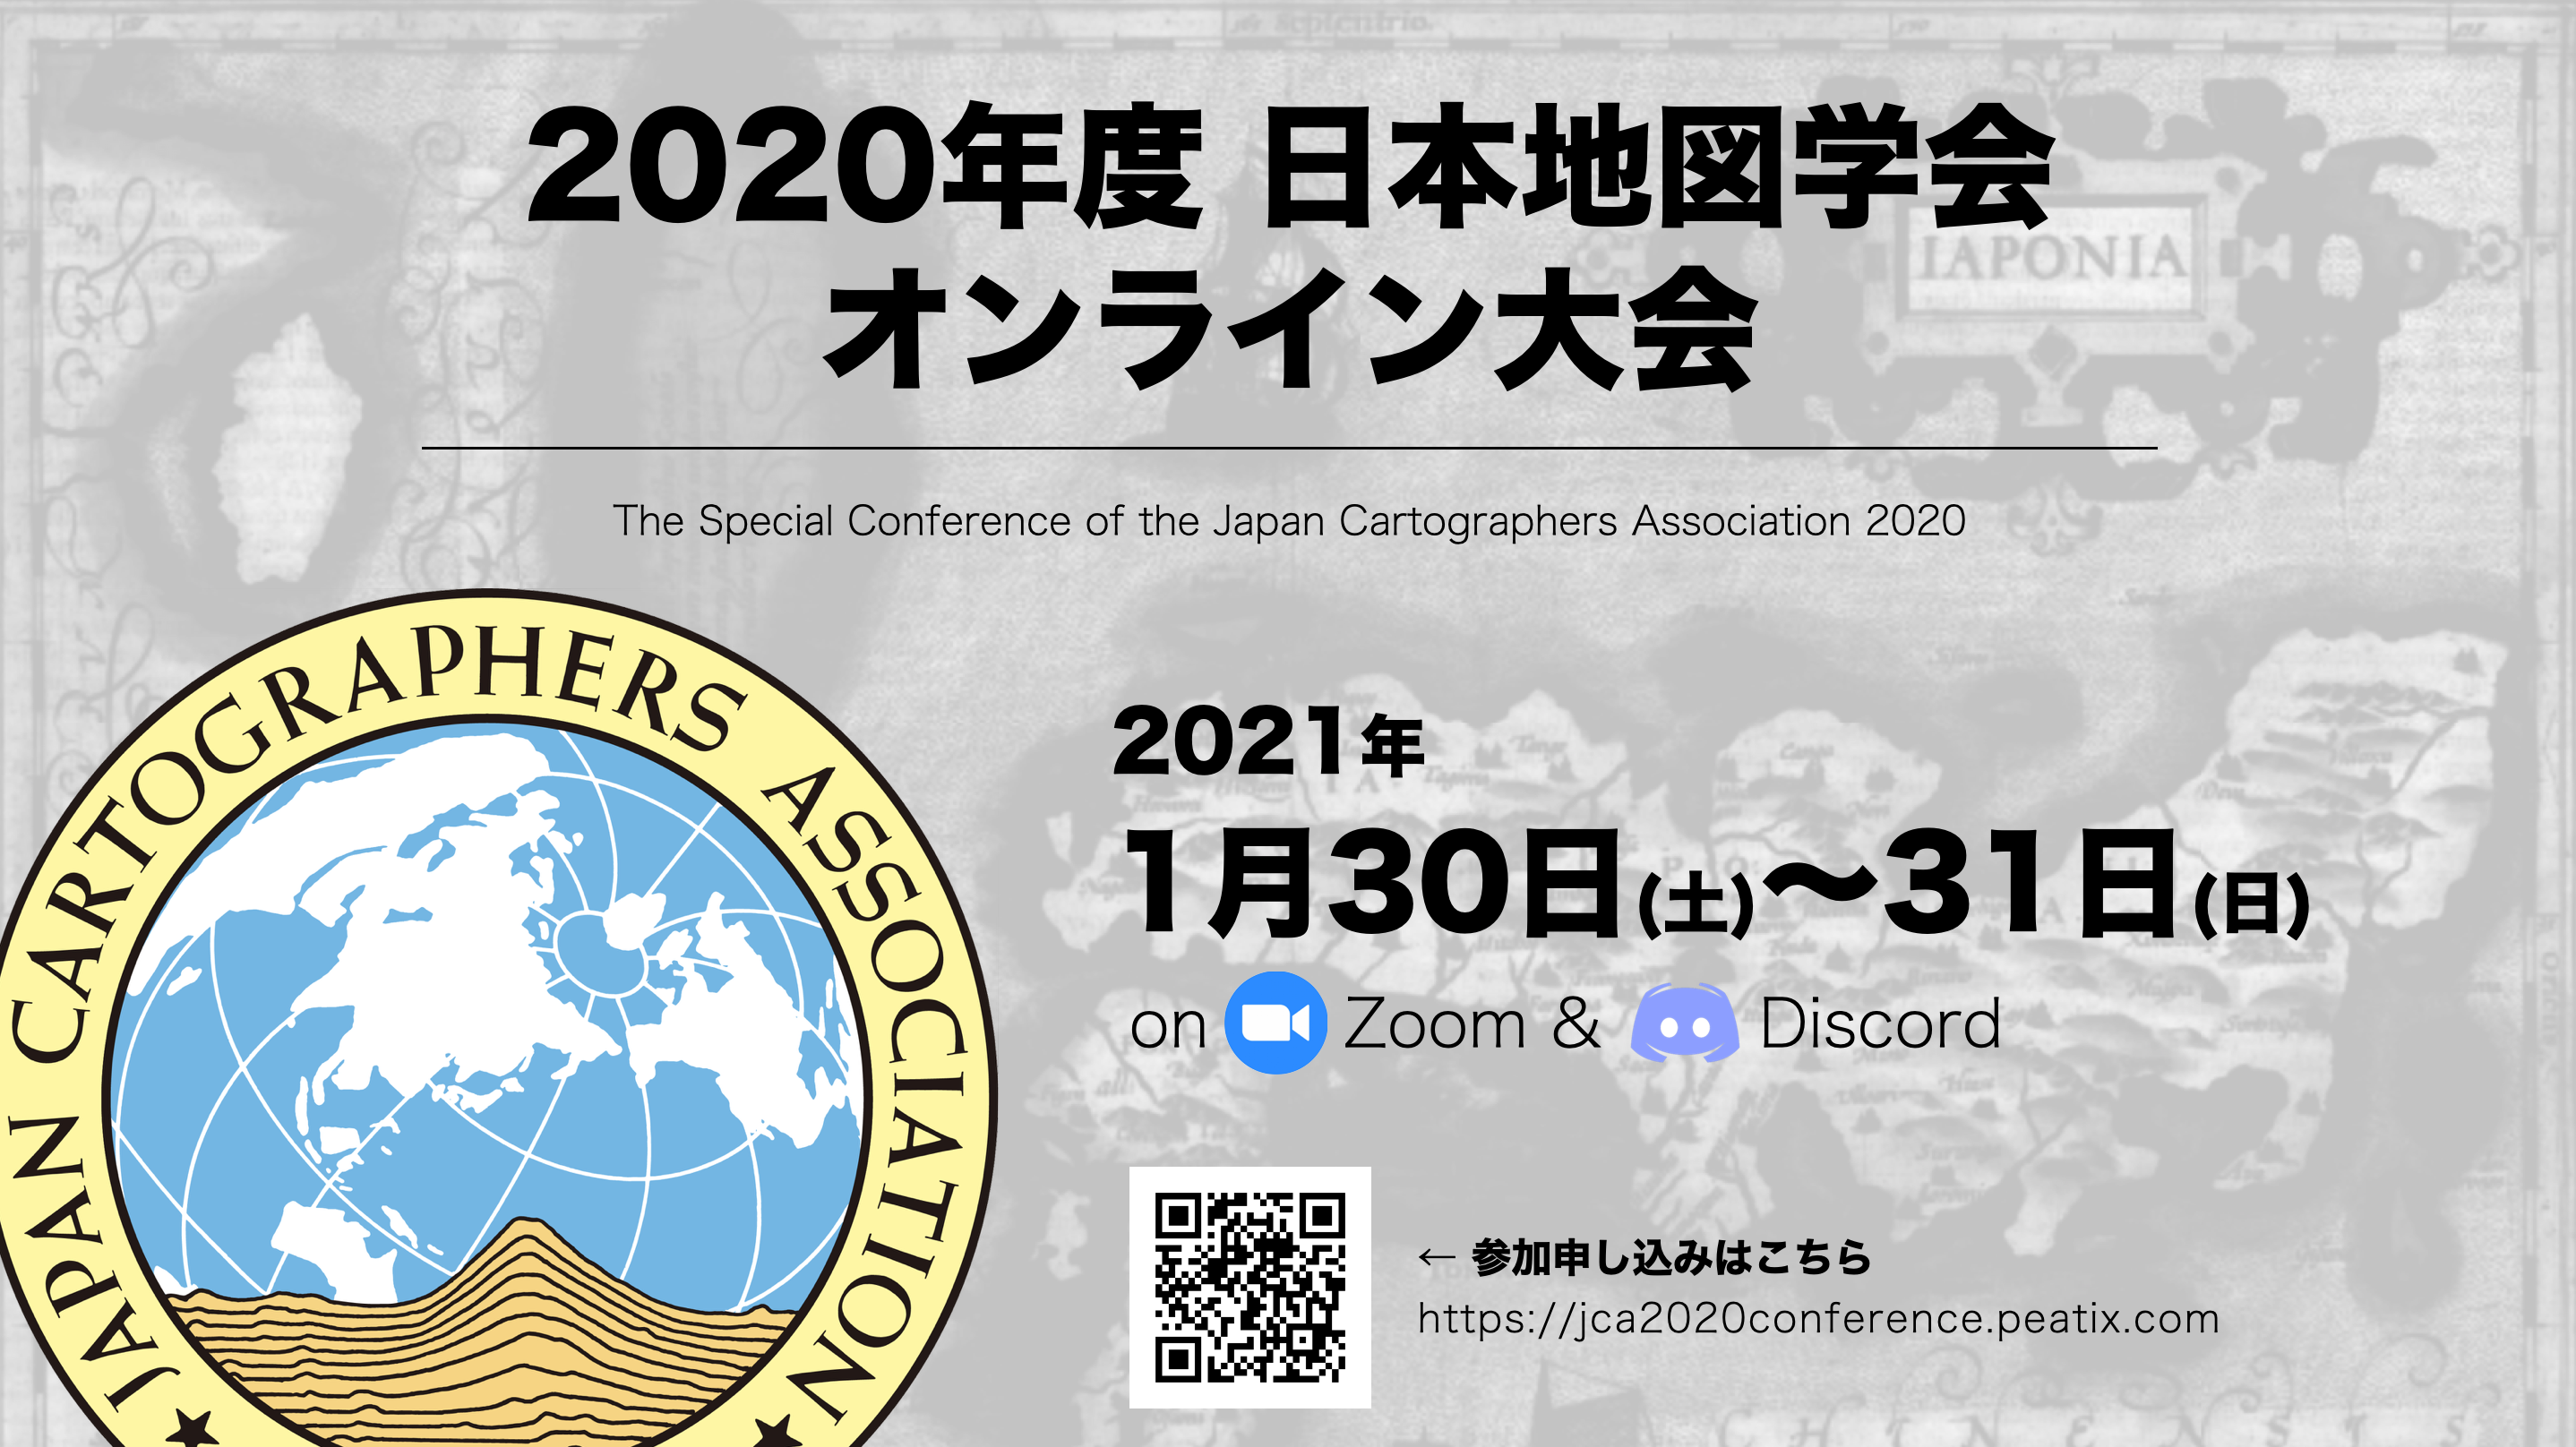 2020年度 日本地図学会
オンライン大会
The Special Conference of the Japan Cartographers Association 2020
IAPONIA
JAPAN CARTOGRAPHERS ASSOCIATION
2021年
1月30日(土)〜31日(日)
on Zoom & Discord
← 参加申し込みはこちら
https://jca2020conference.peatix.com